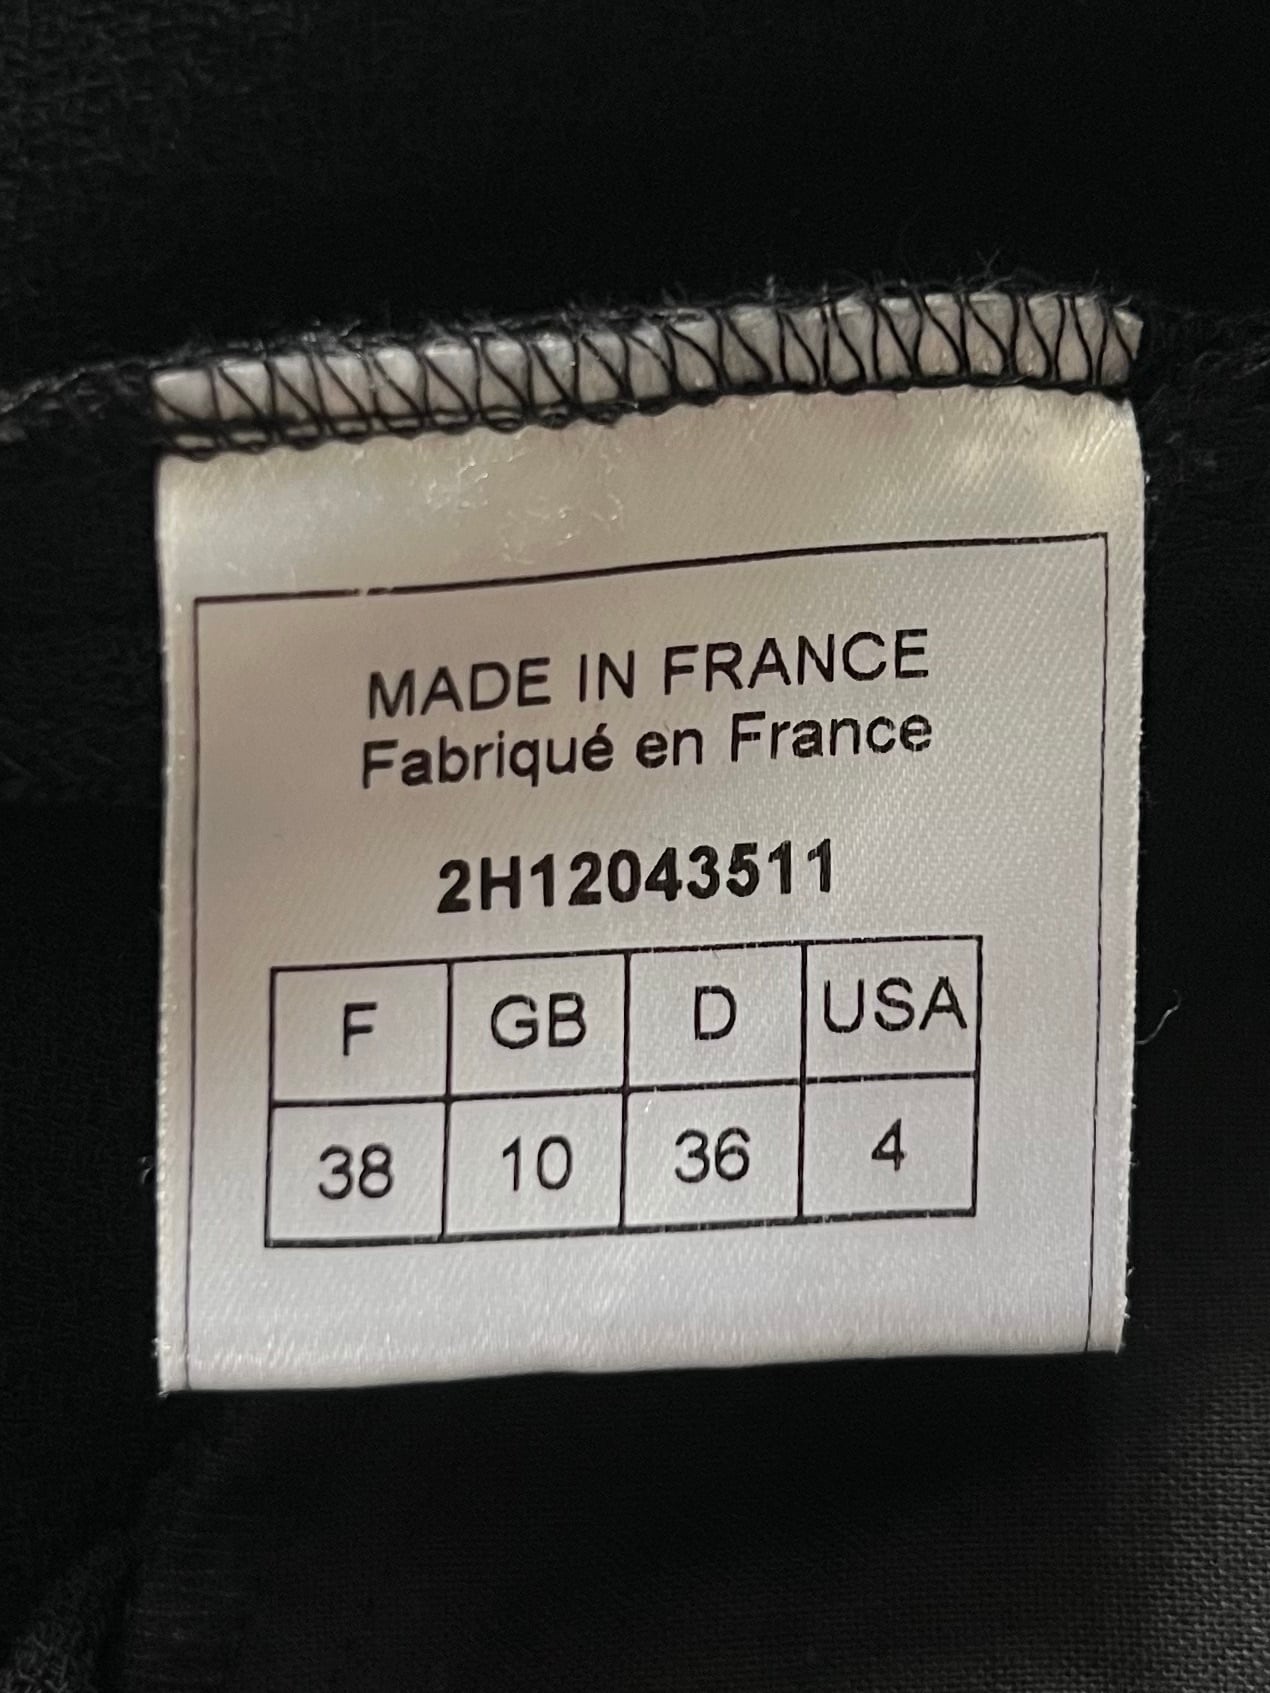 MADE IN FRANCE
Fabriqué en France
2H12043511
F GB D USA
38 10 36 4